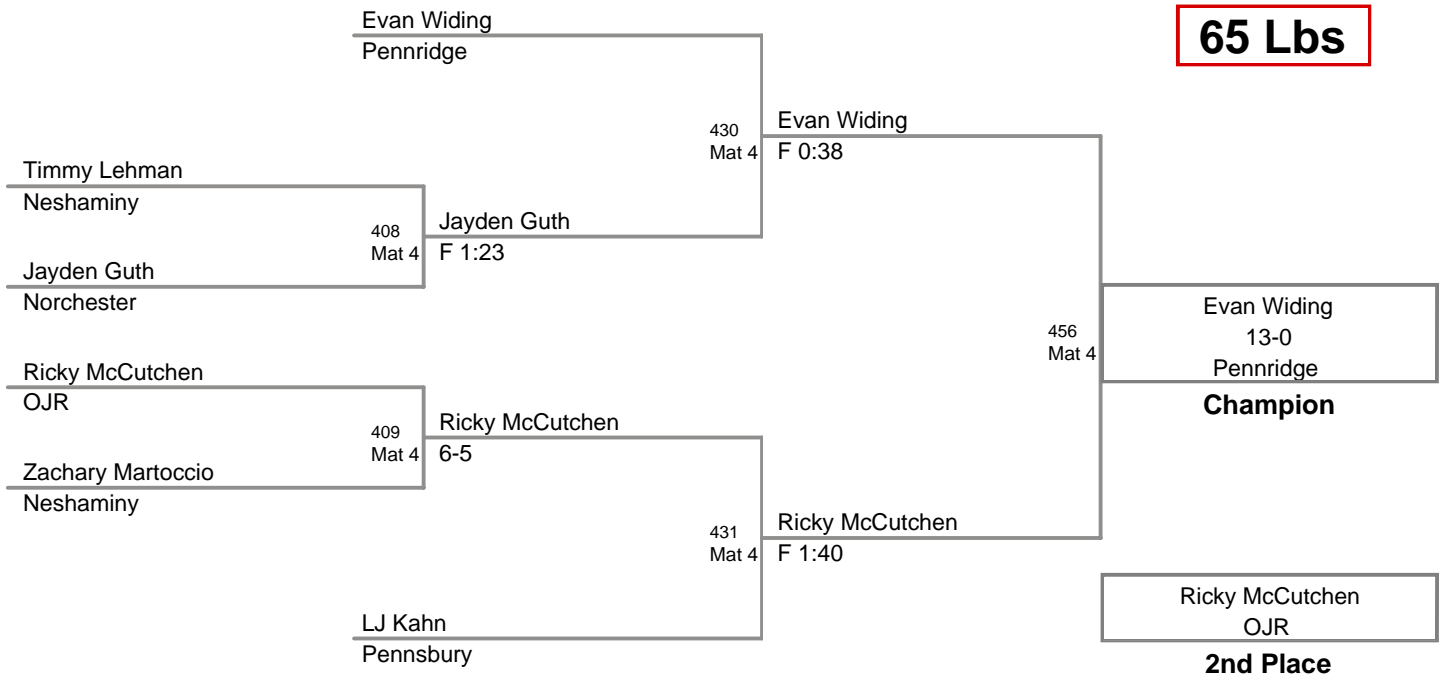 Evan Widing
Pennridge
65 Lbs
430
Mat 4
Evan Widing
F 0:38
Timmy Lehman
Neshaminy
408
Mat 4
Jayden Guth
F 1:23
Jayden Guth
Norchester
456
Mat 4
Evan Widing
13-0
Pennridge
Champion
Ricky McCutchen
OJR
409
Mat 4
Ricky McCutchen
6-5
Zachary Martoccio
Neshaminy
431
Mat 4
Ricky McCutchen
F 1:40
LJ Kahn
Pennsbury
Ricky McCutchen
OJR
2nd Place